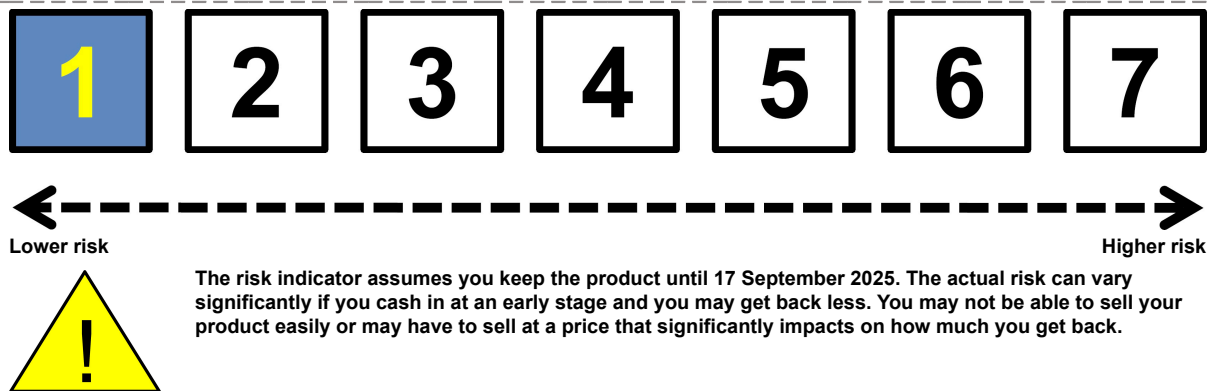 1 2 3 4 5 6 7
Lower risk Higher risk
The risk indicator assumes you keep the product until 17 September 2025. The actual risk can vary
significantly if you cash in at an early stage and you may get back less. You may not be able to sell your
product easily or may have to sell at a price that significantly impacts on how much you get back.
!